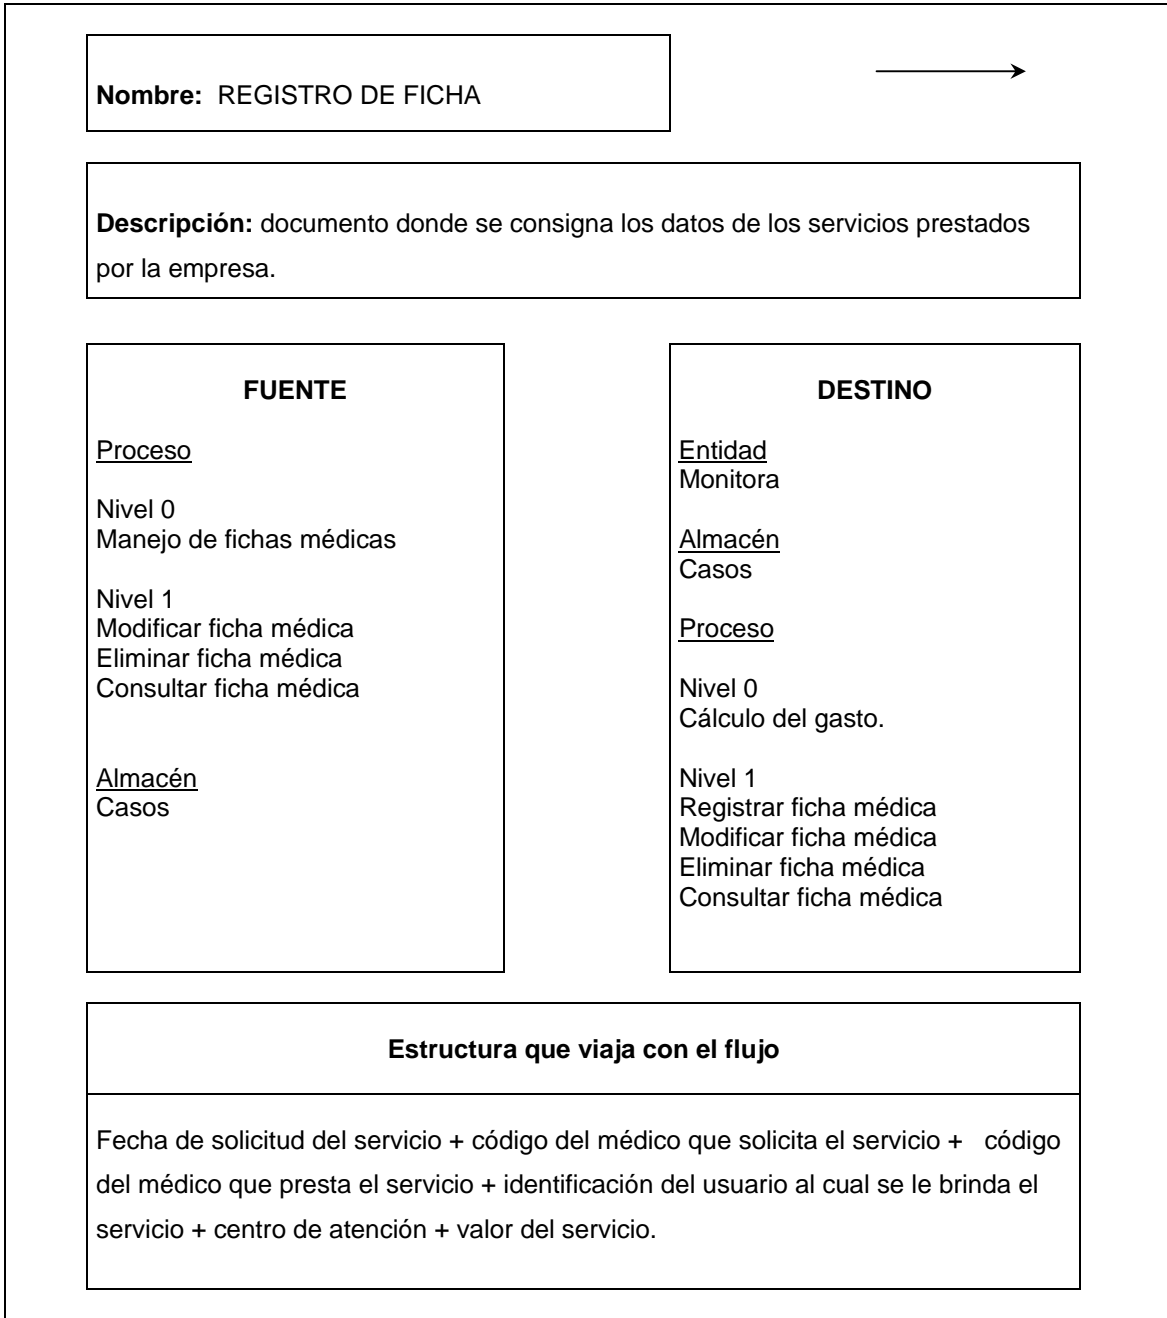 Nombre: REGISTRO DE FICHA
Descripción: documento donde se consigna los datos de los servicios prestados
por la empresa.
FUENTE
Proceso
Nivel 0
Manejo de fichas médicas
Nivel 1
Modificar ficha médica
Eliminar ficha médica
Consultar ficha médica
Almacén
Casos
DESTINO
Entidad
Monitora
Almacén
Casos
Proceso
Nivel 0
Cálculo del gasto.
Nivel 1
Registrar ficha médica
Modificar ficha médica
Eliminar ficha médica
Consultar ficha médica
Estructura que viaja con el flujo
Fecha de solicitud del servicio + código del médico que solicita el servicio + código
del médico que presta el servicio + identificación del usuario al cual se le brinda el
servicio + centro de atención + valor del servicio.